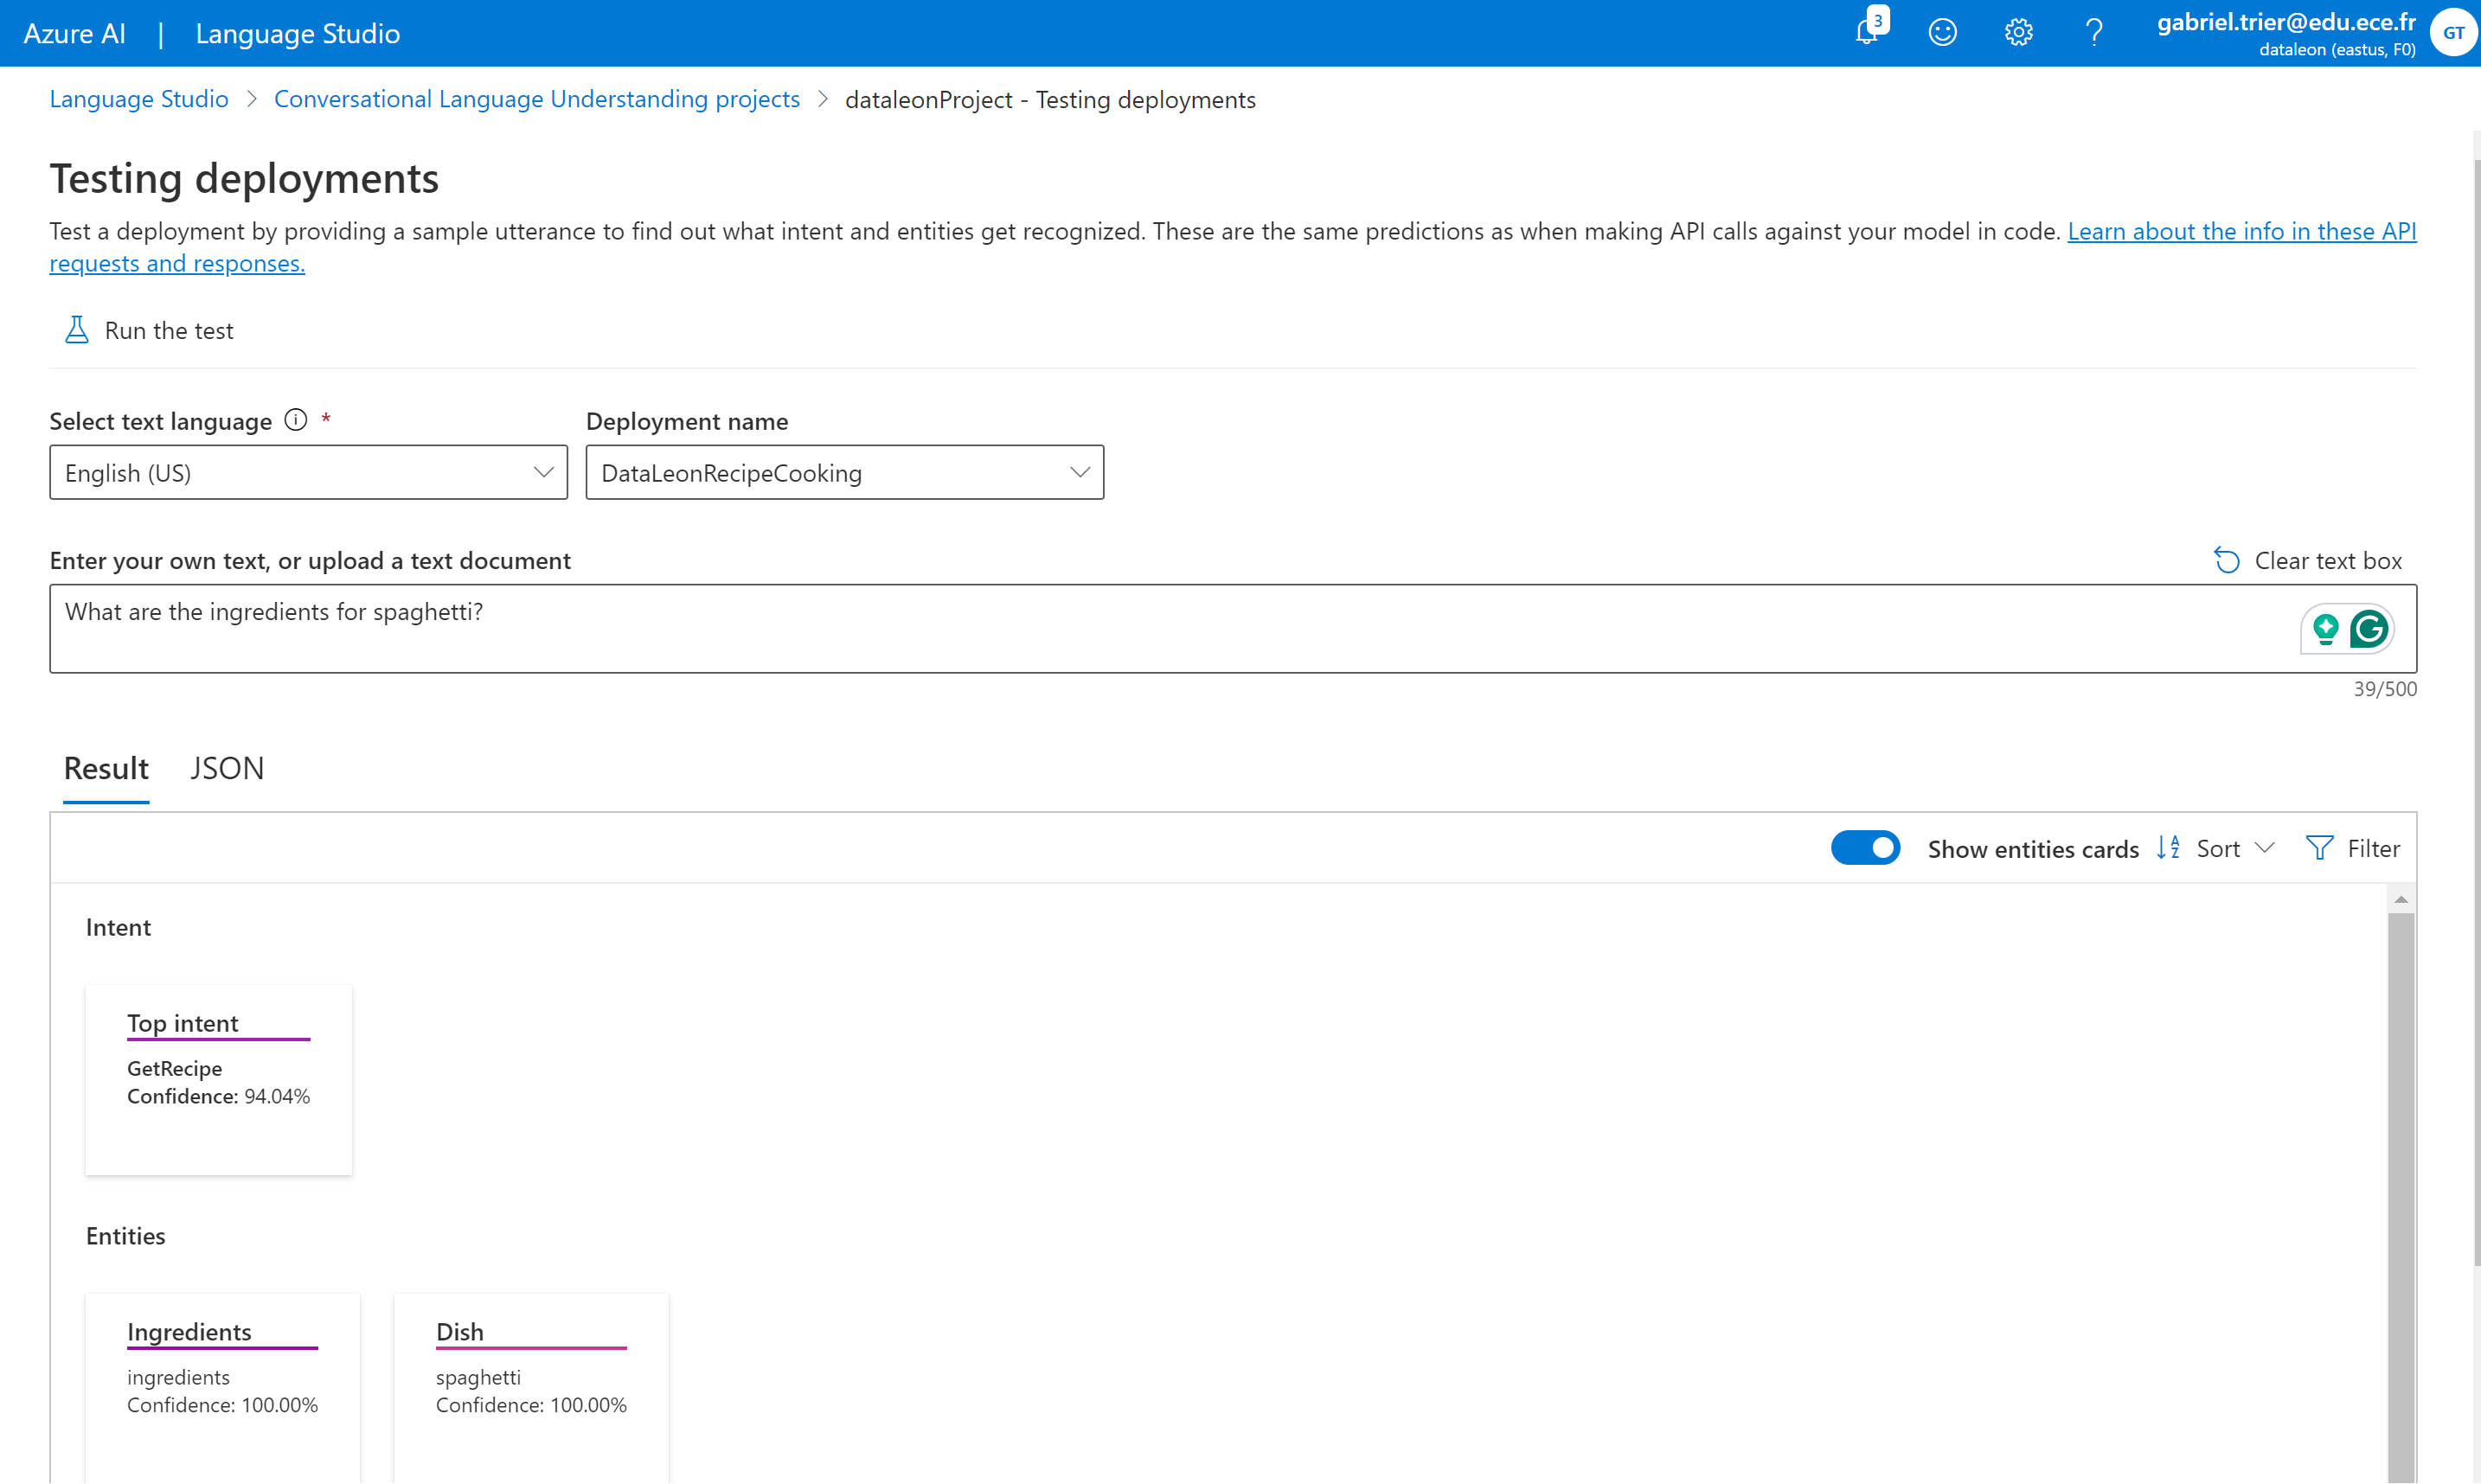 Azure AI | Language Studio
3
gabriel.trier@edu.ece.fr
dataleon (eastus, F0)
GT
Language Studio > Conversational Language Understanding projects > dataleonProject - Testing deployments
Testing deployments
Test a deployment by providing a sample utterance to find out what intent and entities get recognized. These are the same predictions as when making API calls against your model in code. Learn about the info in these API
requests and responses.
Run the test
Select text language * Deployment name
English (US) DataLeonRecipeCooking
Enter your own text, or upload a text document Clear text box
What are the ingredients for spaghetti?
39/500
Result JSON
Show entities cards Sort Filter
Intent
Top intent
GetRecipe
Confidence: 94.04%
Entities
Ingredients Dish
ingredients spaghetti
Confidence: 100.00% Confidence: 100.00%